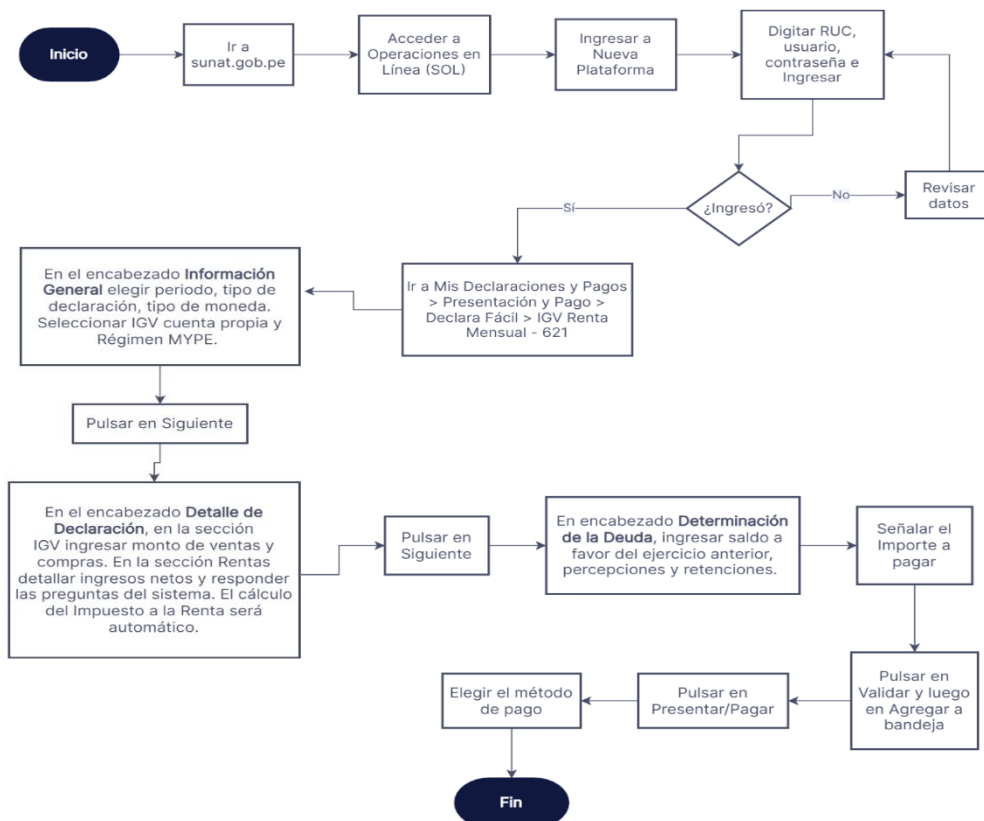 Inicio
Ir a
sunat.gob.pe
Acceder a
Operaciones en
Línea (SOL)
Ingresar a
Nueva
Plataforma
Digitar RUC,
usuario,
contraseña e
Ingresar
¿Ingresó?
No
Revisar
datos
Sí
Ir a Mis Declaraciones y Pagos
> Presentación y Pago >
Declara Fácil > IGV Renta
Mensual - 621
En el encabezado Información
General elegir periodo, tipo de
declaración, tipo de moneda.
Seleccionar IGV cuenta propia y
Régimen MYPE.
Pulsar en Siguiente
En el encabezado Detalle de
Declaración, en la sección
IGV ingresar monto de ventas y
compras. En la sección Rentas
detallar ingresos netos y responder
las preguntas del sistema. El cálculo
del Impuesto a la Renta será
automático.
Pulsar en
Siguiente
En encabezado Determinación
de la Deuda, ingresar saldo a
favor del ejercicio anterior,
percepciones y retenciones.
Señalar el
Importe a
pagar
Pulsar en
Validar y luego
en Agregar a
bandeja
Pulsar en
Presentar/Pagar
Elegir el método
de pago
Fin